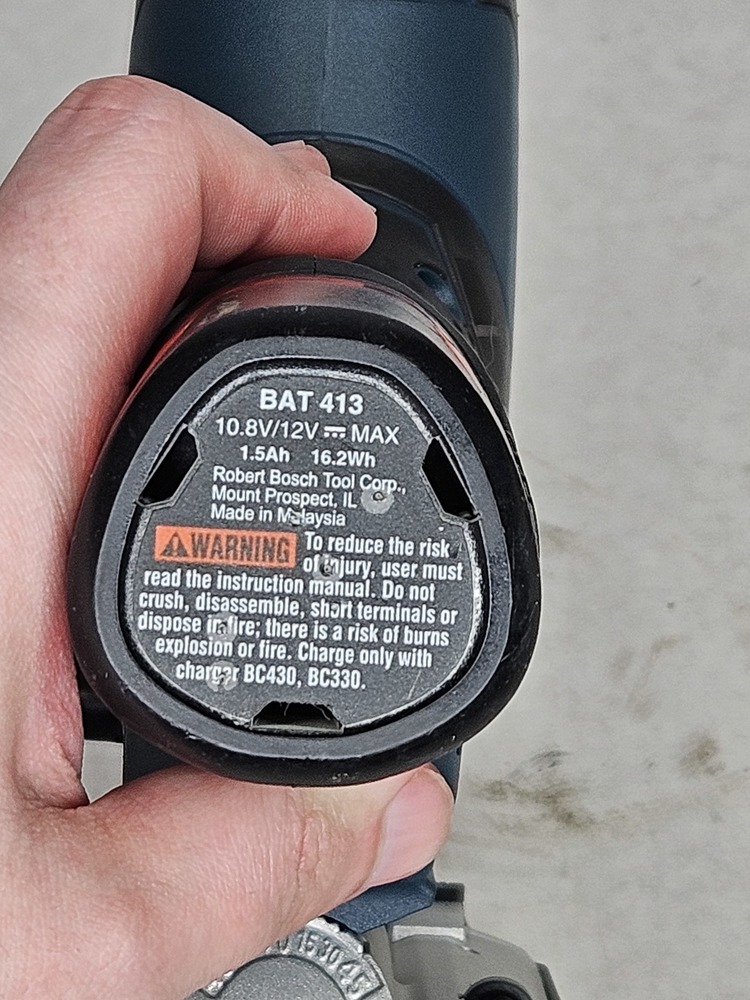 BAT 413
10.8V/12V ⎓ MAX
1.5Ah 16.2Wh
Robert Bosch Tool Corp.,
Mount Prospect, IL
Made in Malaysia
WARNING To reduce the risk
of injury, user must
read the instruction manual. Do not
crush, disassemble, short terminals or
dispose in fire; there is a risk of burns
explosion or fire. Charge only with
charger BC430, BC330.
15 30 45